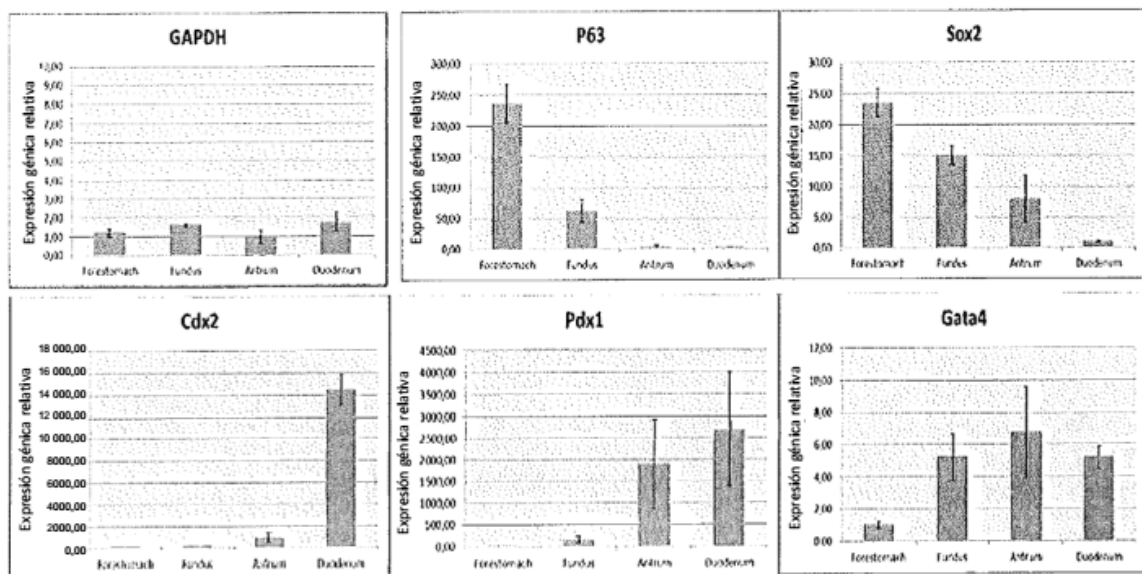 GAPDH
Expresión génica relativa
10,00
9,00
8,00
7,00
6,00
5,00
4,00
3,00
2,00
1,00
0,00
Forestomach Fundus Antrum Duodenum
P63
Expresión génica relativa
300,00
250,00
200,00
150,00
100,00
50,00
0,00
Forestomach Fundus Antrum Duodenum
Sox2
Expresión génica relativa
30,00
25,00
20,00
15,00
10,00
5,00
0,00
Forestomach Fundus Antrum Duodenum
Cdx2
Expresión génica relativa
18 000,00
16 000,00
14 000,00
12 000,00
10 000,00
8000,00
6000,00
4000,00
2000,00
0,00
Forestomach Fundus Antrum Duodenum
Pdx1
Expresión génica relativa
4500,00
4000,00
3500,00
3000,00
2500,00
2000,00
1500,00
1000,00
500,00
0,00
Forestomach Fundus Antrum Duodenum
Gata4
Expresión génica relativa
12,00
10,00
8,00
6,00
4,00
2,00
0,00
Forestomach Fundus Antrum Duodenum